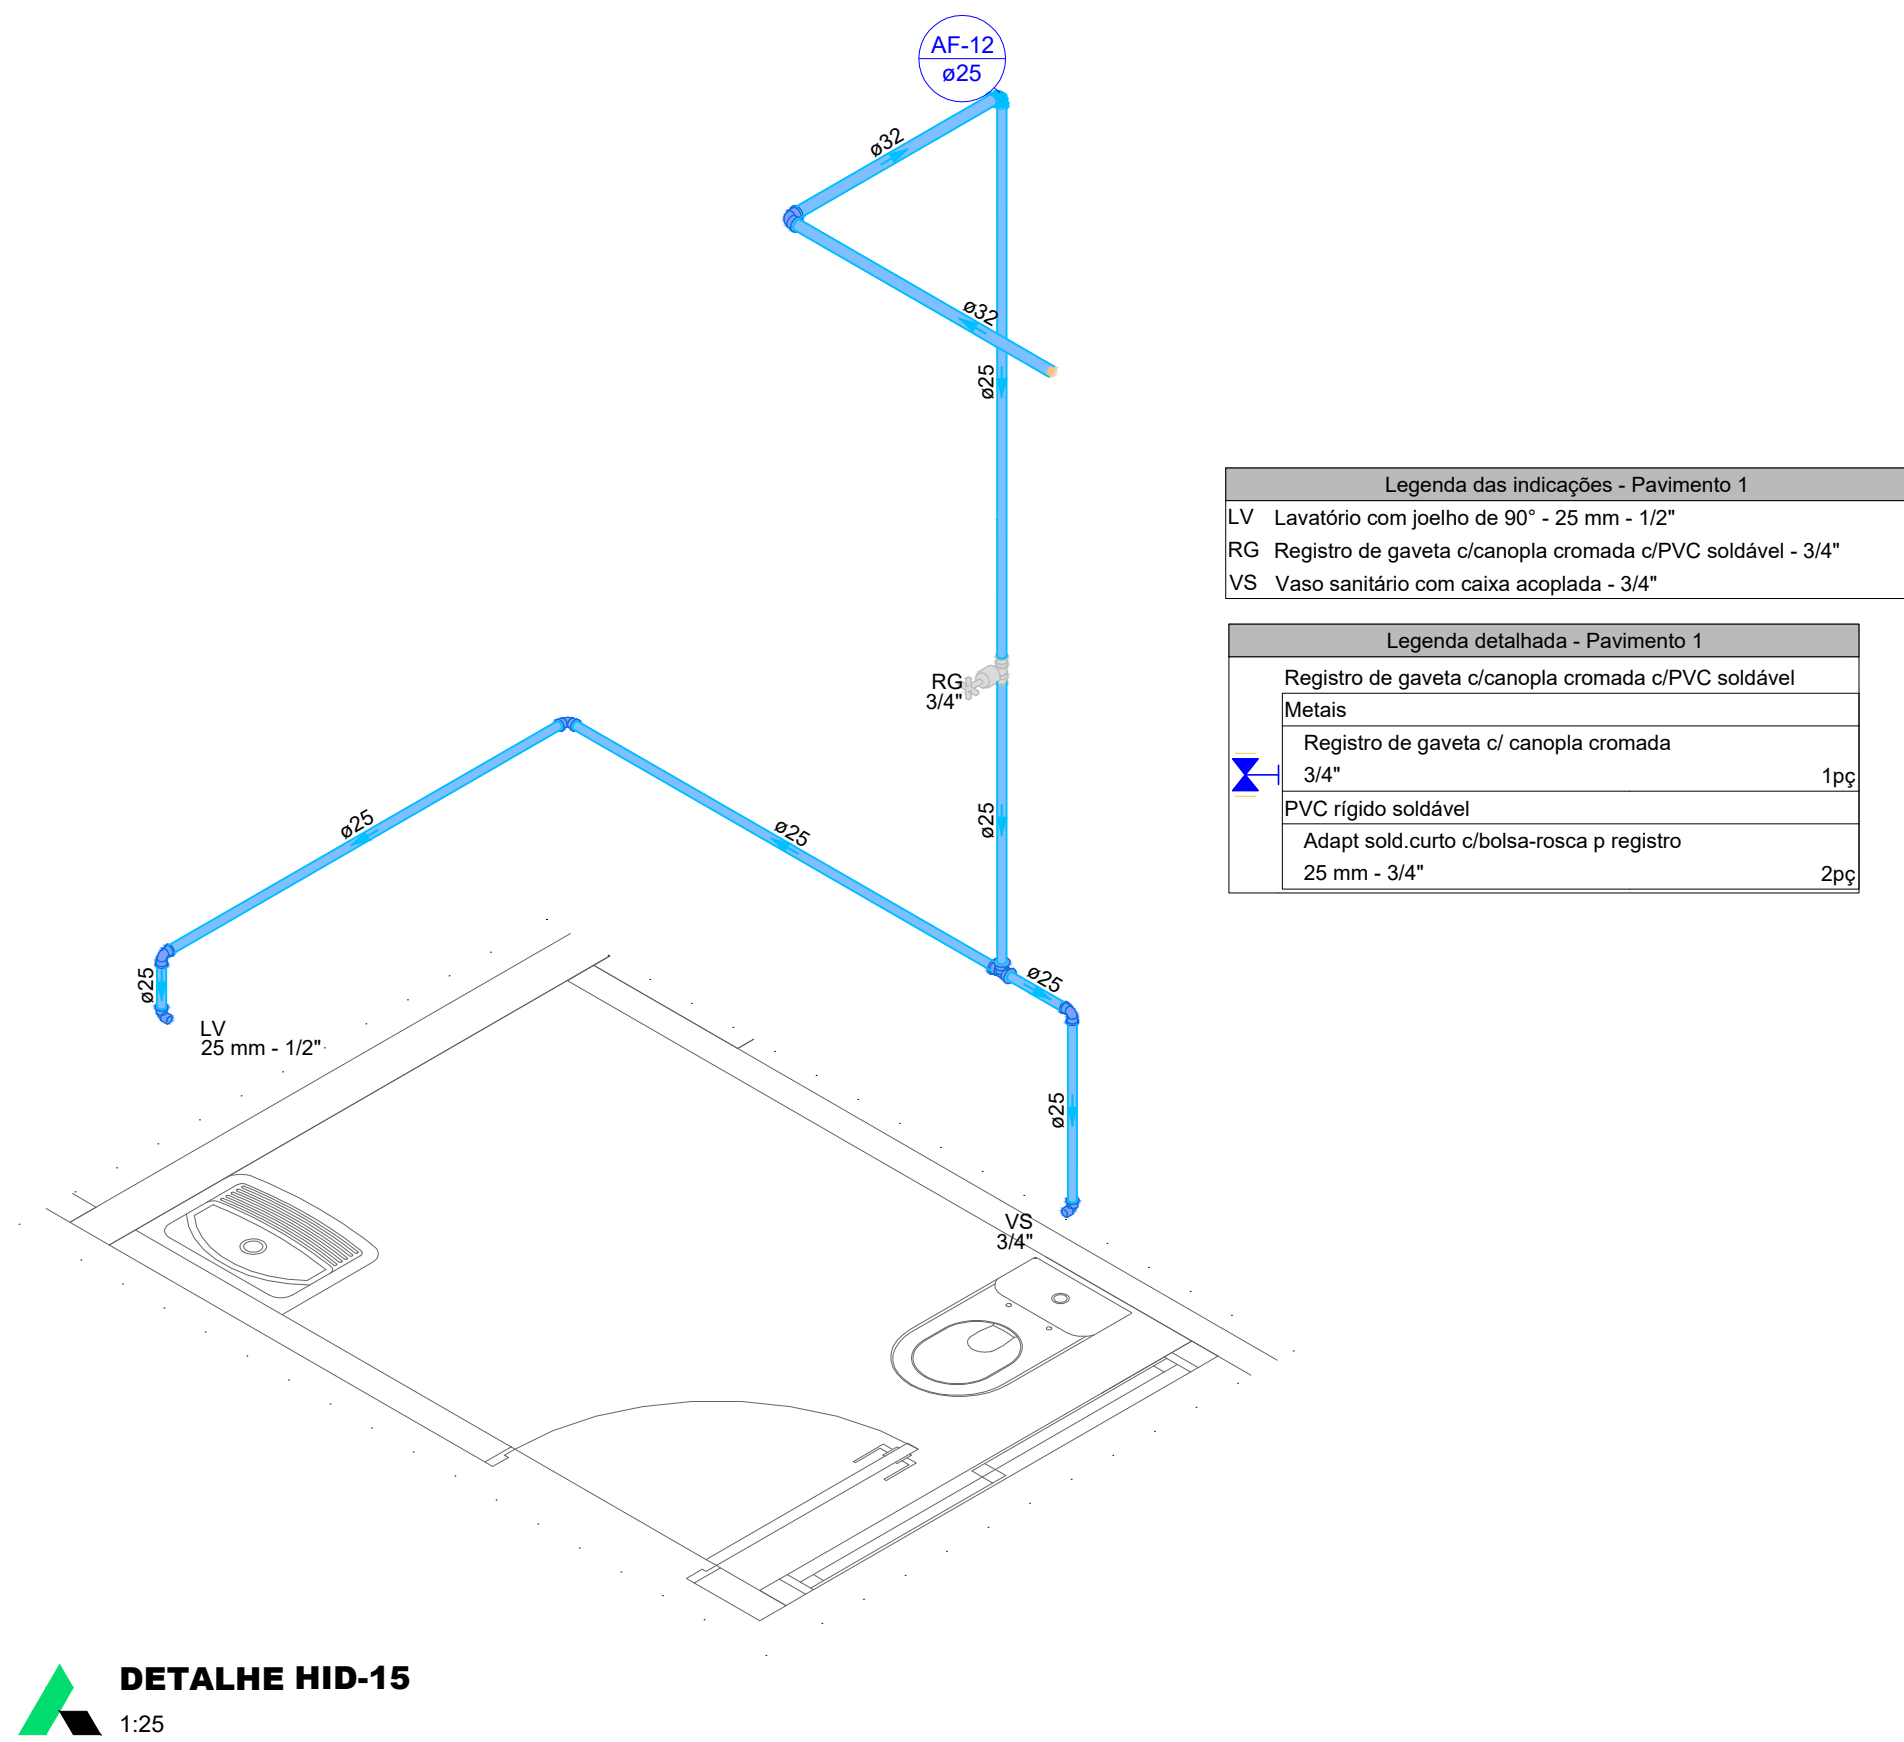 AF-12
ø25
ø32
ø32
ø25
Legenda das indicações - Pavimento 1
LV Lavatório com joelho de 90° - 25 mm - 1/2"
RG Registro de gaveta c/canopla cromada c/PVC soldável - 3/4"
VS Vaso sanitário com caixa acoplada - 3/4"
Legenda detalhada - Pavimento 1
Registro de gaveta c/canopla cromada c/PVC soldável
Metais
Registro de gaveta c/ canopla cromada
3/4" 1pç
PVC rígido soldável
Adapt sold.curto c/bolsa-rosca p registro
25 mm - 3/4" 2pç
RG
3/4"
ø25
ø25
ø25
ø25
ø25
LV
25 mm - 1/2"
ø25
VS
3/4"
DETALHE HID-15
1:25